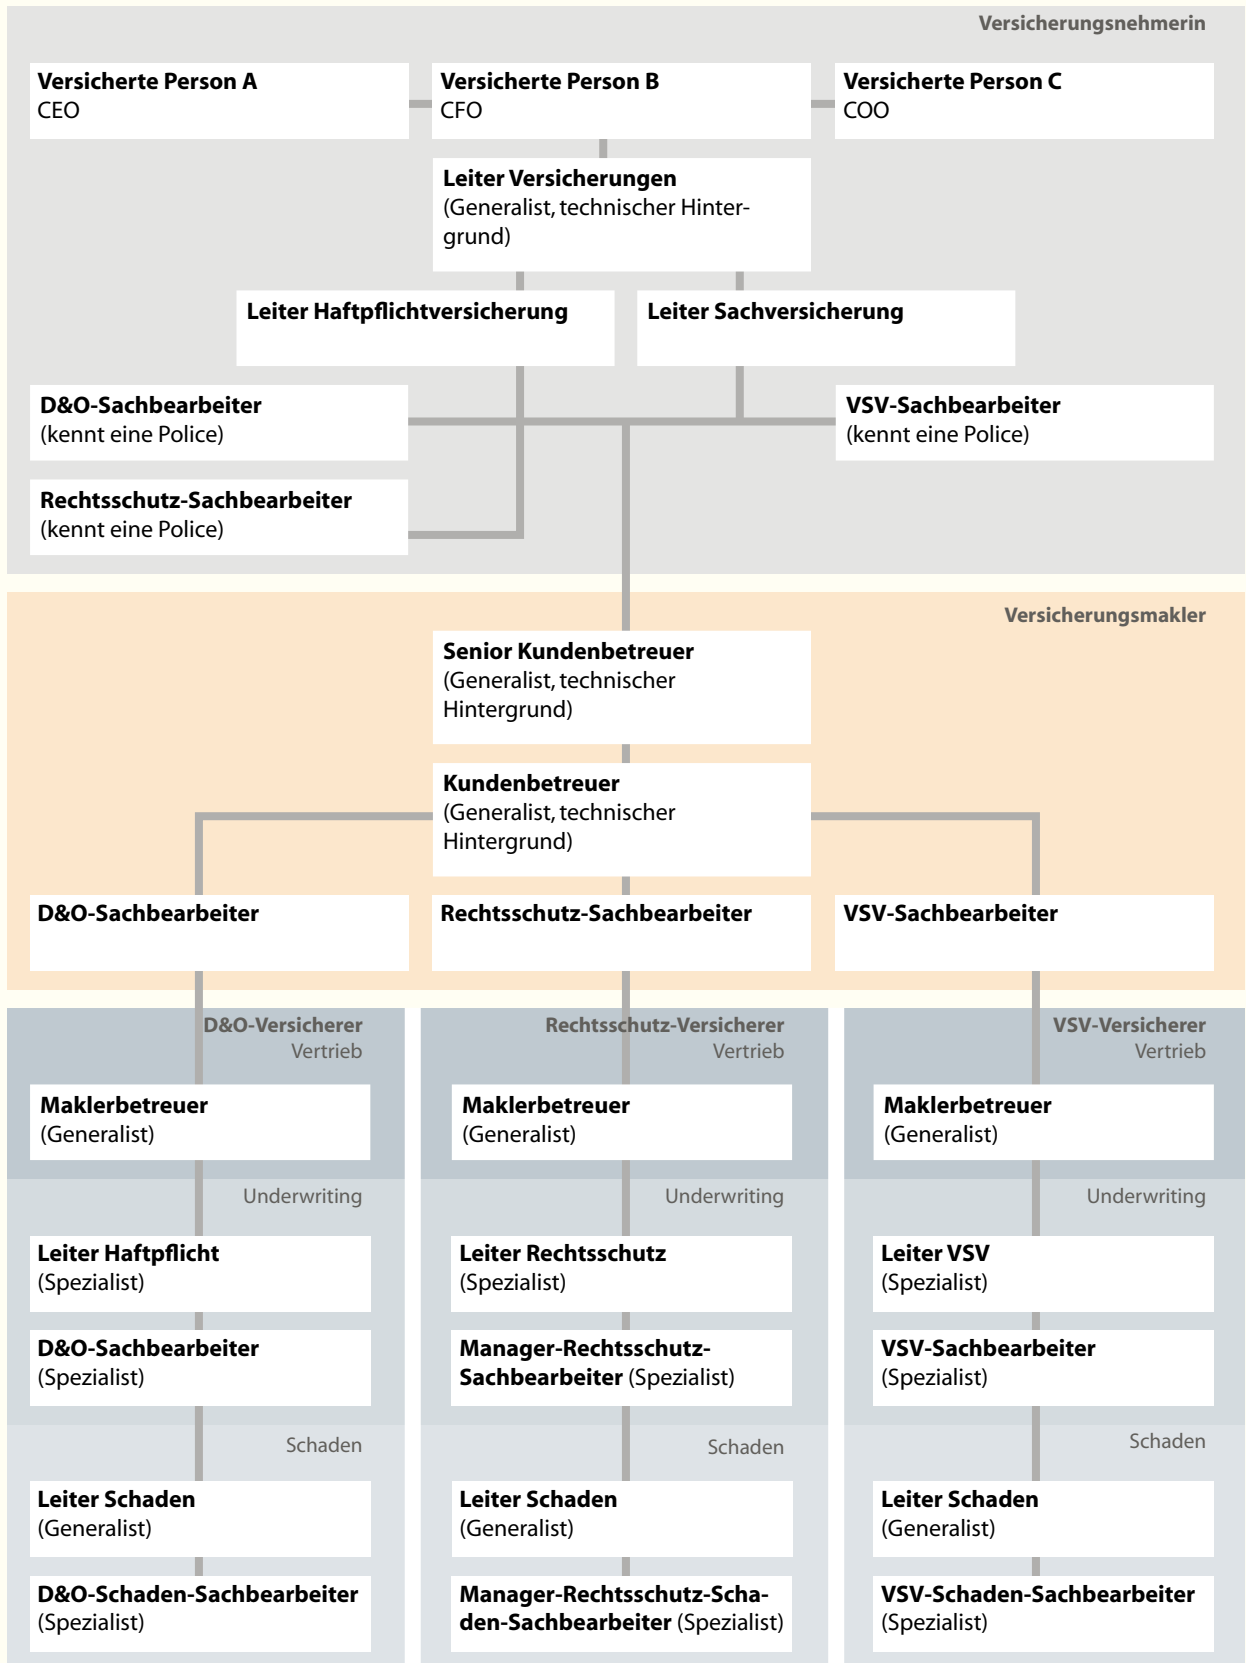 Versicherungsnehmerin
Versicherte Person A
CEO
Versicherte Person B
CFO
Versicherte Person C
COO
Leiter Versicherungen
(Generalist, technischer Hinter-
grund)
Leiter Haftpflichtversicherung
Leiter Sachversicherung
D&O-Sachbearbeiter
(kennt eine Police)
VSV-Sachbearbeiter
(kennt eine Police)
Rechtsschutz-Sachbearbeiter
(kennt eine Police)
Versicherungsmakler
Senior Kundenbetreuer
(Generalist, technischer
Hintergrund)
Kundenbetreuer
(Generalist, technischer
Hintergrund)
D&O-Sachbearbeiter
Rechtsschutz-Sachbearbeiter
VSV-Sachbearbeiter
D&O-Versicherer
Vertrieb
Maklerbetreuer
(Generalist)
Underwriting
Leiter Haftpflicht
(Spezialist)
D&O-Sachbearbeiter
(Spezialist)
Schaden
Leiter Schaden
(Generalist)
D&O-Schaden-Sachbearbeiter
(Spezialist)
Rechtsschutz-Versicherer
Vertrieb
Maklerbetreuer
(Generalist)
Underwriting
Leiter Rechtsschutz
(Spezialist)
Manager-Rechtsschutz-
Sachbearbeiter (Spezialist)
Schaden
Leiter Schaden
(Generalist)
Manager-Rechtsschutz-Scha-
den-Sachbearbeiter (Spezialist)
VSV-Versicherer
Vertrieb
Maklerbetreuer
(Generalist)
Underwriting
Leiter VSV
(Spezialist)
VSV-Sachbearbeiter
(Spezialist)
Schaden
Leiter Schaden
(Generalist)
VSV-Schaden-Sachbearbeiter
(Spezialist)